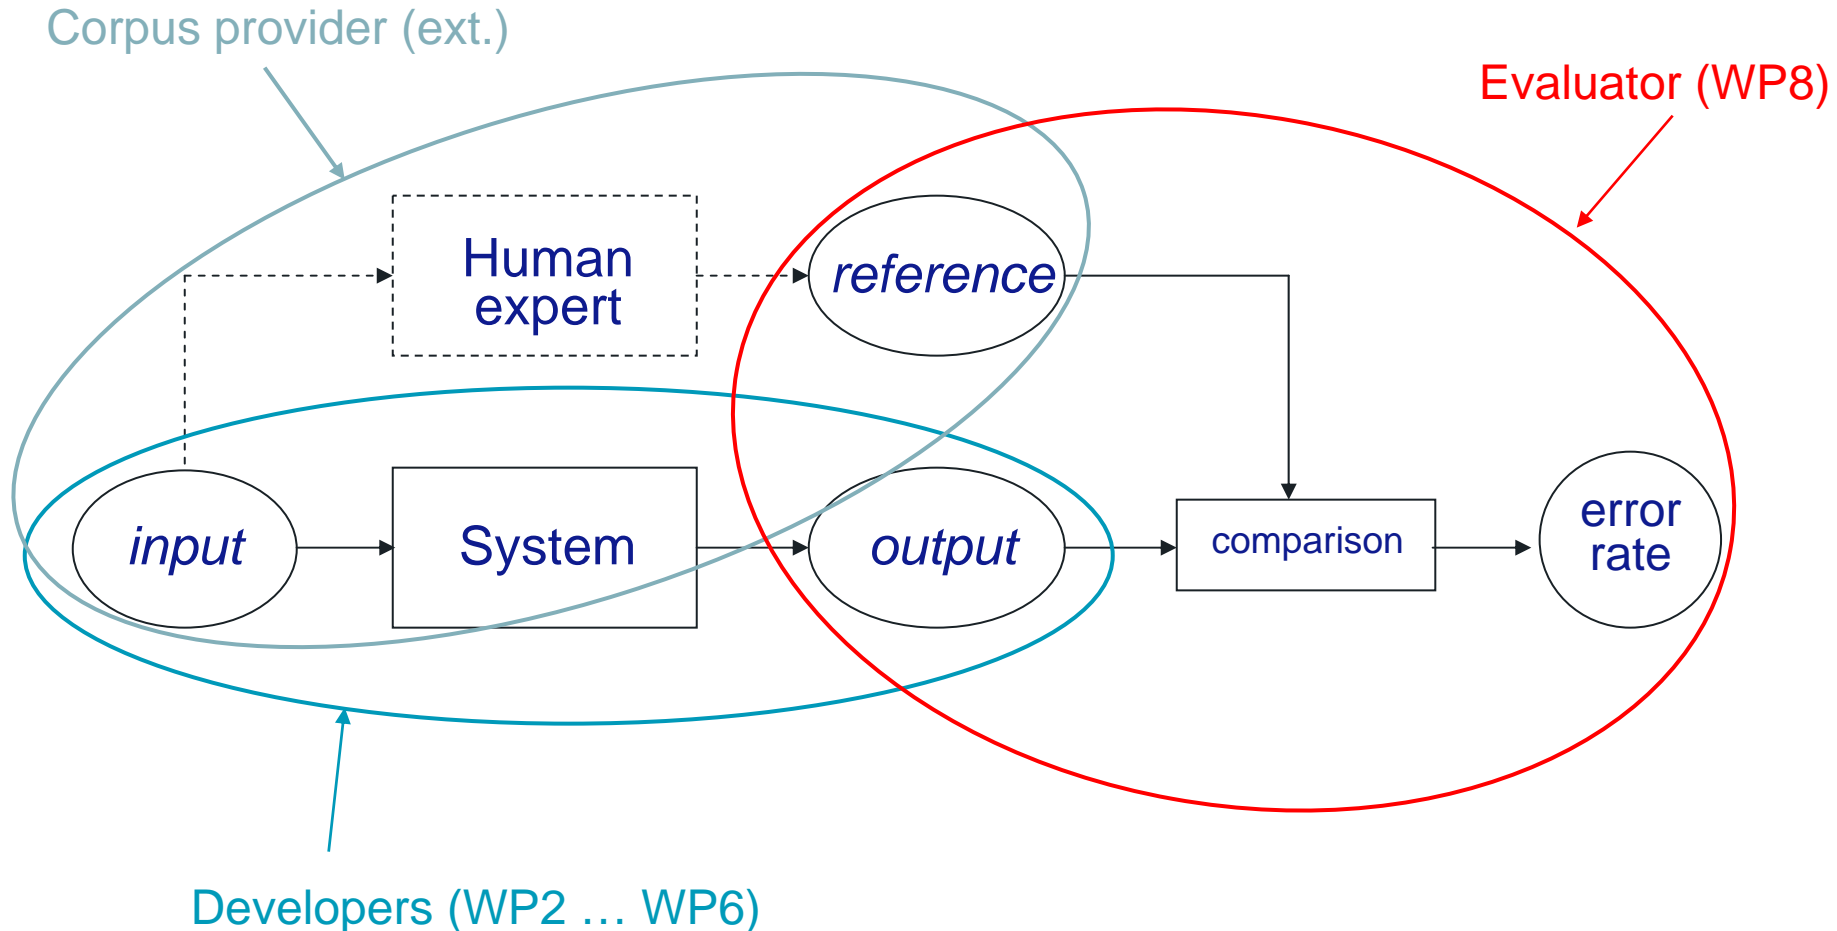 Corpus provider (ext.)
Evaluator (WP8)
Human
expert
reference
input
System
output
comparison
error
rate
Developers (WP2 … WP6)